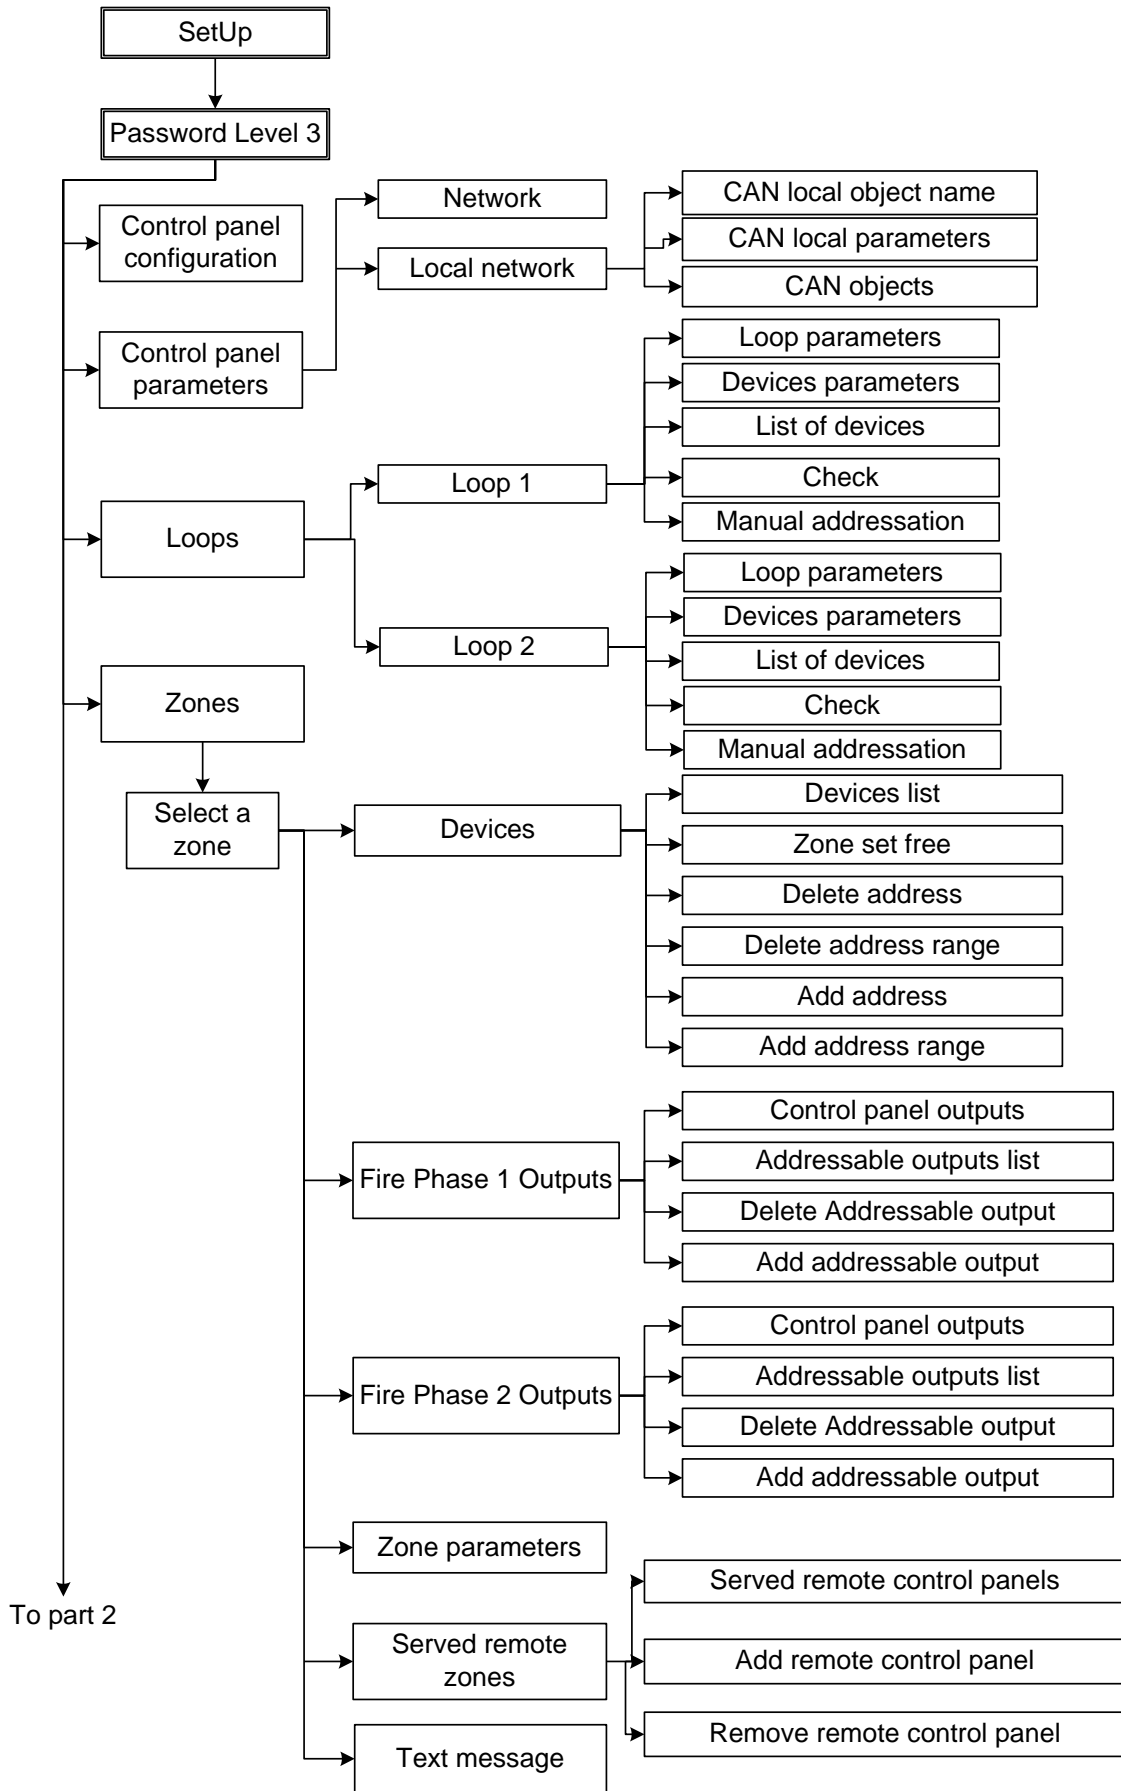 SetUp
Password Level 3
Control panel
configuration
Control panel
parameters
Network
Local network
CAN local object name
CAN local parameters
CAN objects
Loops
Loop 1
Loop parameters
Devices parameters
List of devices
Check
Manual addressation
Loop 2
Loop parameters
Devices parameters
List of devices
Check
Manual addressation
Zones
Select a
zone
Devices
Devices list
Zone set free
Delete address
Delete address range
Add address
Add address range
Fire Phase 1 Outputs
Control panel outputs
Addressable outputs list
Delete Addressable output
Add addressable output
Fire Phase 2 Outputs
Control panel outputs
Addressable outputs list
Delete Addressable output
Add addressable output
Zone parameters
Served remote
zones
Served remote control panels
Add remote control panel
Remove remote control panel
Text message
To part 2